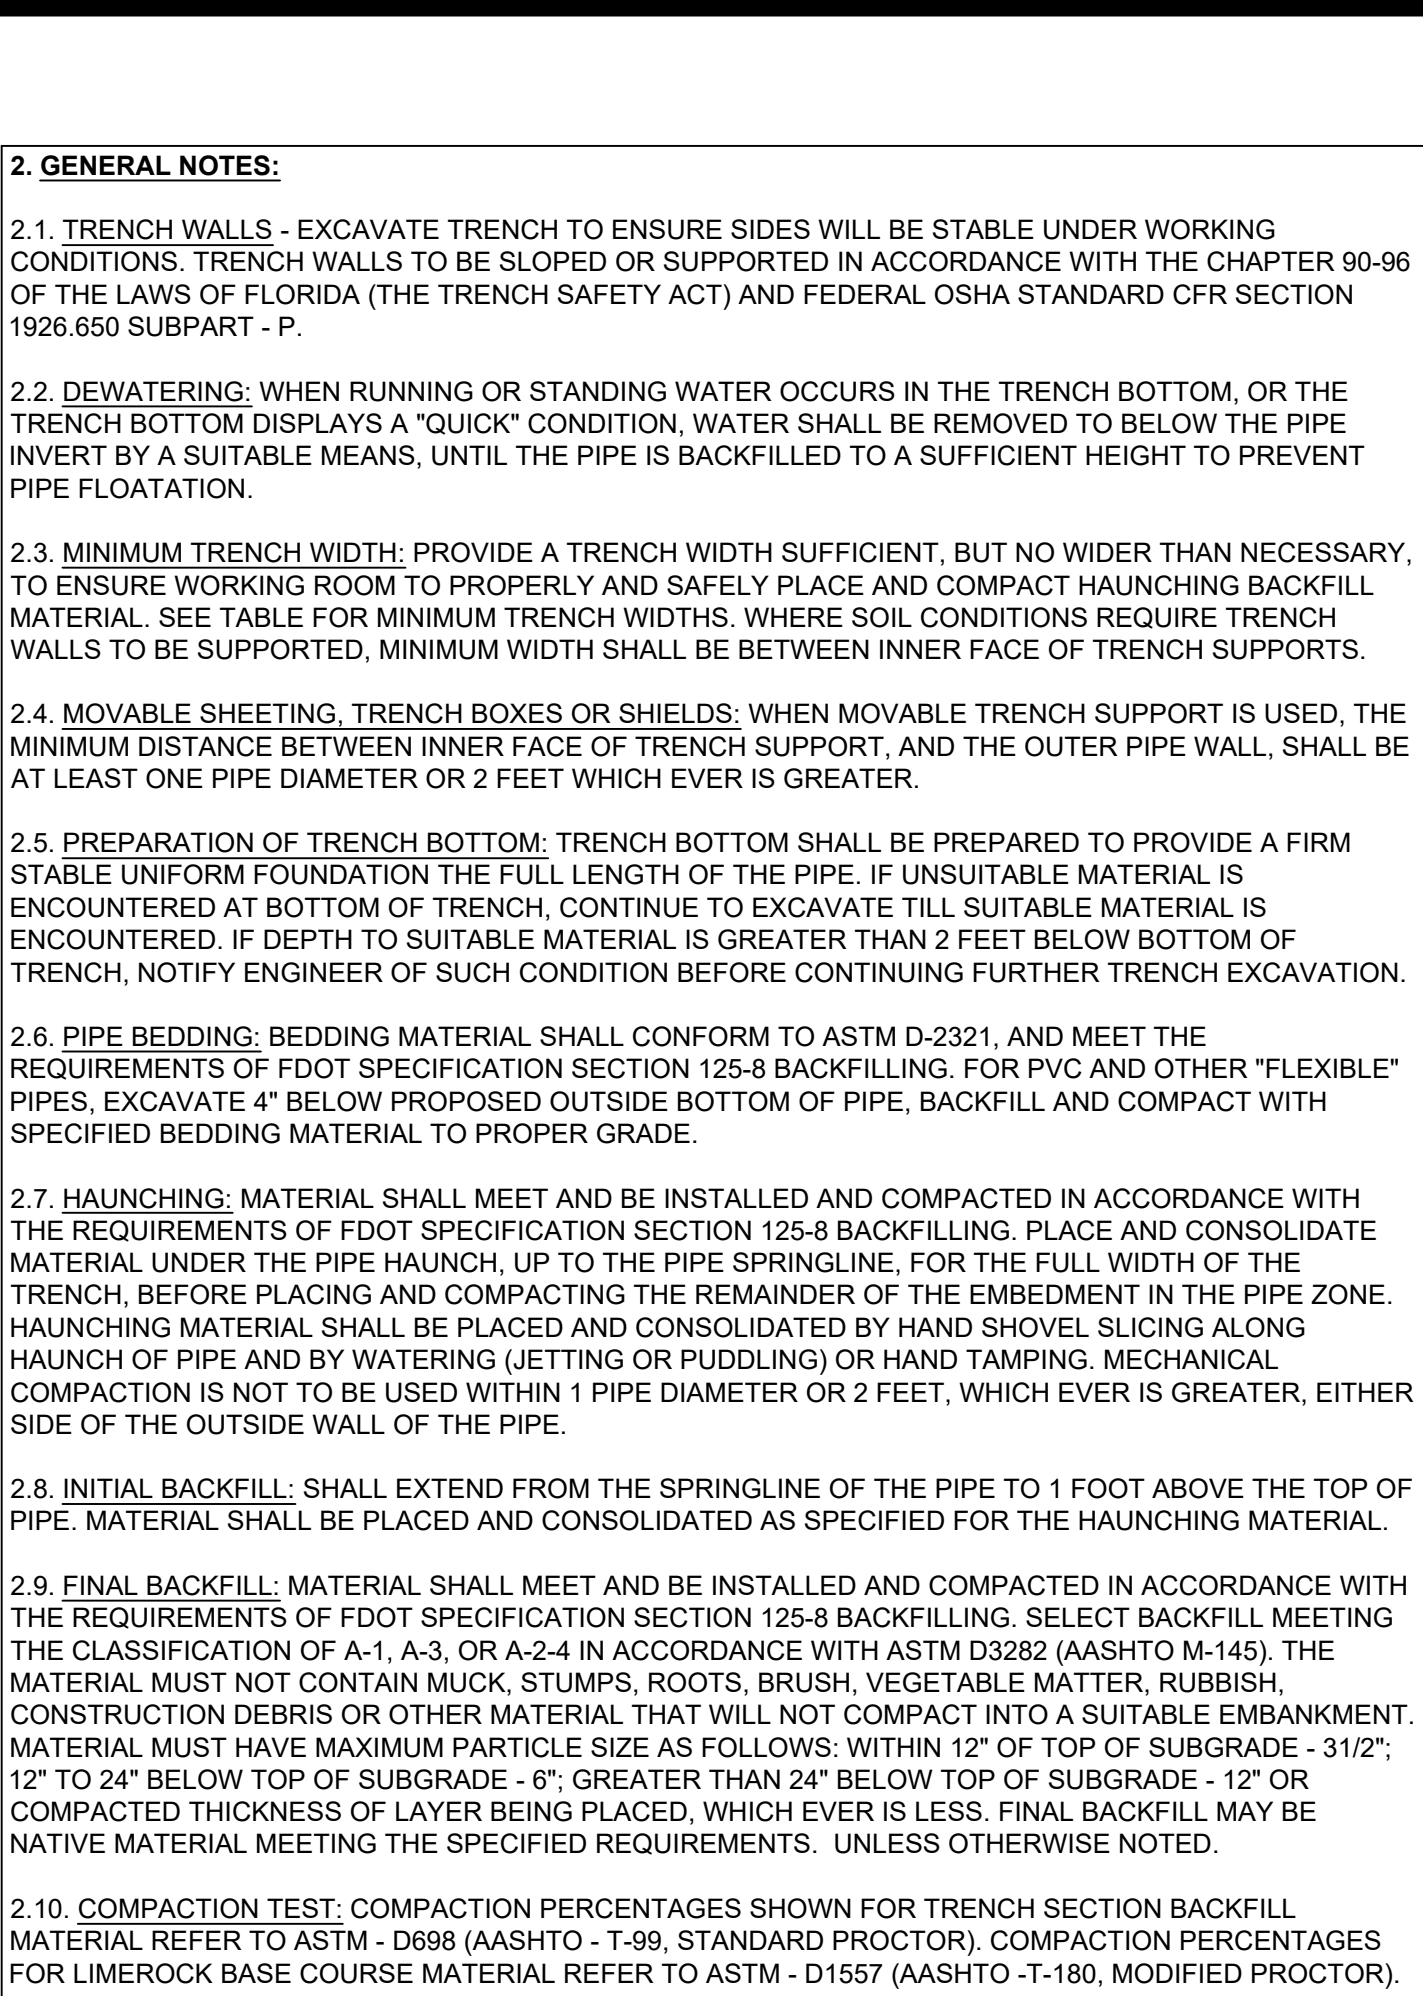 2. GENERAL NOTES:
2.1. TRENCH WALLS - EXCAVATE TRENCH TO ENSURE SIDES WILL BE STABLE UNDER WORKING
CONDITIONS. TRENCH WALLS TO BE SLOPED OR SUPPORTED IN ACCORDANCE WITH THE CHAPTER 90-96
OF THE LAWS OF FLORIDA (THE TRENCH SAFETY ACT) AND FEDERAL OSHA STANDARD CFR SECTION
1926.650 SUBPART - P.
2.2. DEWATERING: WHEN RUNNING OR STANDING WATER OCCURS IN THE TRENCH BOTTOM, OR THE
TRENCH BOTTOM DISPLAYS A "QUICK" CONDITION, WATER SHALL BE REMOVED TO BELOW THE PIPE
INVERT BY A SUITABLE MEANS, UNTIL THE PIPE IS BACKFILLED TO A SUFFICIENT HEIGHT TO PREVENT
PIPE FLOATATION.
2.3. MINIMUM TRENCH WIDTH: PROVIDE A TRENCH WIDTH SUFFICIENT, BUT NO WIDER THAN NECESSARY,
TO ENSURE WORKING ROOM TO PROPERLY AND SAFELY PLACE AND COMPACT HAUNCHING BACKFILL
MATERIAL. SEE TABLE FOR MINIMUM TRENCH WIDTHS. WHERE SOIL CONDITIONS REQUIRE TRENCH
WALLS TO BE SUPPORTED, MINIMUM WIDTH SHALL BE BETWEEN INNER FACE OF TRENCH SUPPORTS.
2.4. MOVABLE SHEETING, TRENCH BOXES OR SHIELDS: WHEN MOVABLE TRENCH SUPPORT IS USED, THE
MINIMUM DISTANCE BETWEEN INNER FACE OF TRENCH SUPPORT, AND THE OUTER PIPE WALL, SHALL BE
AT LEAST ONE PIPE DIAMETER OR 2 FEET WHICH EVER IS GREATER.
2.5. PREPARATION OF TRENCH BOTTOM: TRENCH BOTTOM SHALL BE PREPARED TO PROVIDE A FIRM
STABLE UNIFORM FOUNDATION THE FULL LENGTH OF THE PIPE. IF UNSUITABLE MATERIAL IS
ENCOUNTERED AT BOTTOM OF TRENCH, CONTINUE TO EXCAVATE TILL SUITABLE MATERIAL IS
ENCOUNTERED. IF DEPTH TO SUITABLE MATERIAL IS GREATER THAN 2 FEET BELOW BOTTOM OF
TRENCH, NOTIFY ENGINEER OF SUCH CONDITION BEFORE CONTINUING FURTHER TRENCH EXCAVATION.
2.6. PIPE BEDDING: BEDDING MATERIAL SHALL CONFORM TO ASTM D-2321, AND MEET THE
REQUIREMENTS OF FDOT SPECIFICATION SECTION 125-8 BACKFILLING. FOR PVC AND OTHER "FLEXIBLE"
PIPES, EXCAVATE 4" BELOW PROPOSED OUTSIDE BOTTOM OF PIPE, BACKFILL AND COMPACT WITH
SPECIFIED BEDDING MATERIAL TO PROPER GRADE.
2.7. HAUNCHING: MATERIAL SHALL MEET AND BE INSTALLED AND COMPACTED IN ACCORDANCE WITH
THE REQUIREMENTS OF FDOT SPECIFICATION SECTION 125-8 BACKFILLING. PLACE AND CONSOLIDATE
MATERIAL UNDER THE PIPE HAUNCH, UP TO THE PIPE SPRINGLINE, FOR THE FULL WIDTH OF THE
TRENCH, BEFORE PLACING AND COMPACTING THE REMAINDER OF THE EMBEDMENT IN THE PIPE ZONE.
HAUNCHING MATERIAL SHALL BE PLACED AND CONSOLIDATED BY HAND SHOVEL SLICING ALONG
HAUNCH OF PIPE AND BY WATERING (JETTING OR PUDDLING) OR HAND TAMPING. MECHANICAL
COMPACTION IS NOT TO BE USED WITHIN 1 PIPE DIAMETER OR 2 FEET, WHICH EVER IS GREATER, EITHER
SIDE OF THE OUTSIDE WALL OF THE PIPE.
2.8. INITIAL BACKFILL: SHALL EXTEND FROM THE SPRINGLINE OF THE PIPE TO 1 FOOT ABOVE THE TOP OF
PIPE. MATERIAL SHALL BE PLACED AND CONSOLIDATED AS SPECIFIED FOR THE HAUNCHING MATERIAL.
2.9. FINAL BACKFILL: MATERIAL SHALL MEET AND BE INSTALLED AND COMPACTED IN ACCORDANCE WITH
THE REQUIREMENTS OF FDOT SPECIFICATION SECTION 125-8 BACKFILLING. SELECT BACKFILL MEETING
THE CLASSIFICATION OF A-1, A-3, OR A-2-4 IN ACCORDANCE WITH ASTM D3282 (AASHTO M-145). THE
MATERIAL MUST NOT CONTAIN MUCK, STUMPS, ROOTS, BRUSH, VEGETABLE MATTER, RUBBISH,
CONSTRUCTION DEBRIS OR OTHER MATERIAL THAT WILL NOT COMPACT INTO A SUITABLE EMBANKMENT.
MATERIAL MUST HAVE MAXIMUM PARTICLE SIZE AS FOLLOWS: WITHIN 12" OF TOP OF SUBGRADE - 31/2";
12" TO 24" BELOW TOP OF SUBGRADE - 6"; GREATER THAN 24" BELOW TOP OF SUBGRADE - 12" OR
COMPACTED THICKNESS OF LAYER BEING PLACED, WHICH EVER IS LESS. FINAL BACKFILL MAY BE
NATIVE MATERIAL MEETING THE SPECIFIED REQUIREMENTS.  UNLESS OTHERWISE NOTED.
2.10. COMPACTION TEST: COMPACTION PERCENTAGES SHOWN FOR TRENCH SECTION BACKFILL
MATERIAL REFER TO ASTM - D698 (AASHTO - T-99, STANDARD PROCTOR). COMPACTION PERCENTAGES
FOR LIMEROCK BASE COURSE MATERIAL REFER TO ASTM - D1557 (AASHTO -T-180, MODIFIED PROCTOR).